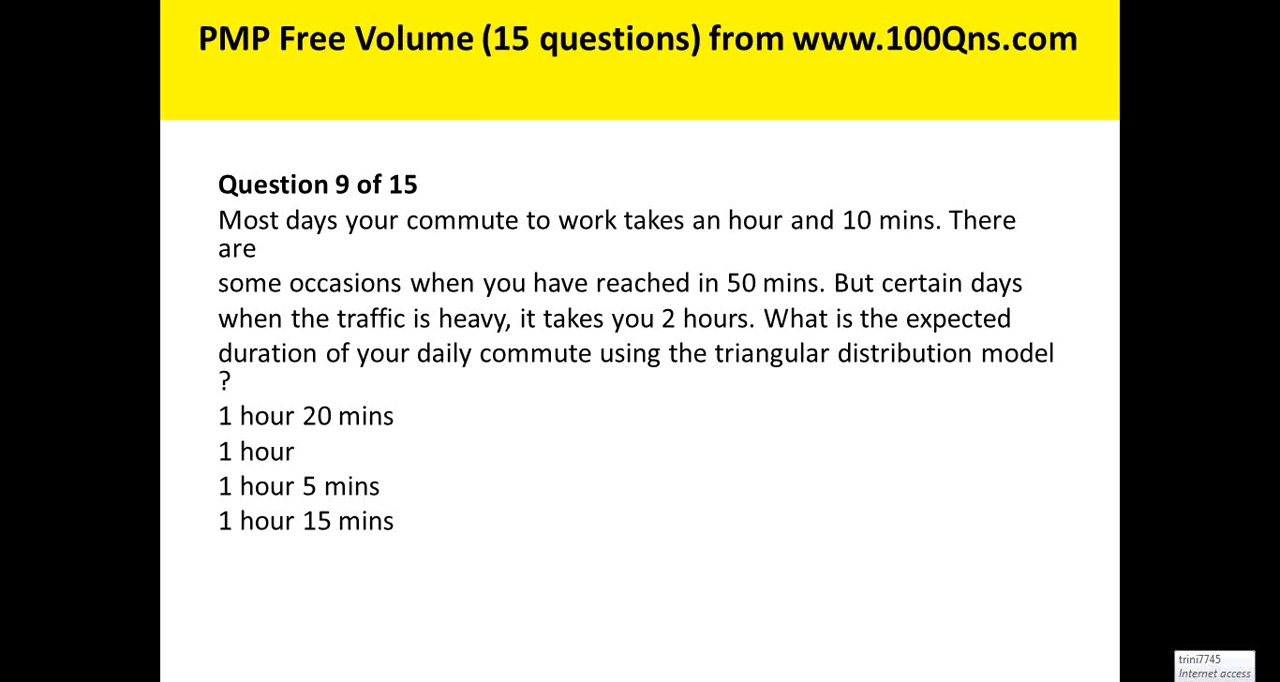 PMP Free Volume (15 questions) from www.100Qns.com
Question 9 of 15
Most days your commute to work takes an hour and 10 mins. There
are
some occasions when you have reached in 50 mins. But certain days
when the traffic is heavy, it takes you 2 hours. What is the expected
duration of your daily commute using the triangular distribution model
?
1 hour 20 mins
1 hour
1 hour 5 mins
1 hour 15 mins
trini7745
Internet access